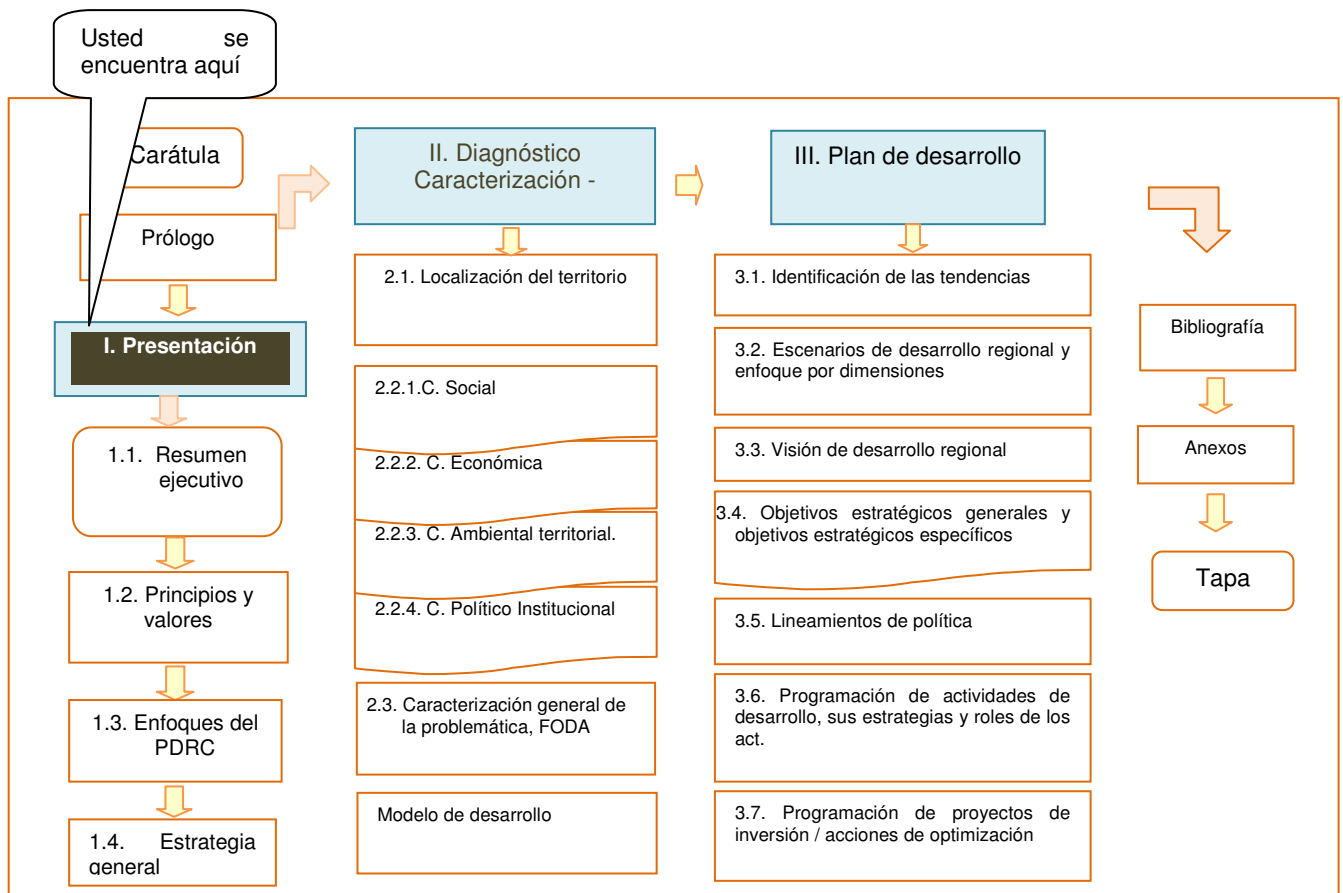 Usted se
encuentra aquí
Carátula
Prólogo
I. Presentación
1.1. Resumen
ejecutivo
1.2. Principios y
valores
1.3. Enfoques del
PDRC
1.4. Estrategia
general
II. Diagnóstico
Caracterización -
2.1. Localización del territorio
2.2.1.C. Social
2.2.2. C. Económica
2.2.3. C. Ambiental territorial.
2.2.4. C. Político Institucional
2.3. Caracterización general de
la problemática, FODA
Modelo de desarrollo
III. Plan de desarrollo
3.1. Identificación de las tendencias
3.2. Escenarios de desarrollo regional y
enfoque por dimensiones
3.3. Visión de desarrollo regional
3.4. Objetivos estratégicos generales y
objetivos estratégicos específicos
3.5. Lineamientos de política
3.6. Programación de actividades de
desarrollo, sus estrategias y roles de los
act.
3.7. Programación de proyectos de
inversión / acciones de optimización
Bibliografía
Anexos
Tapa